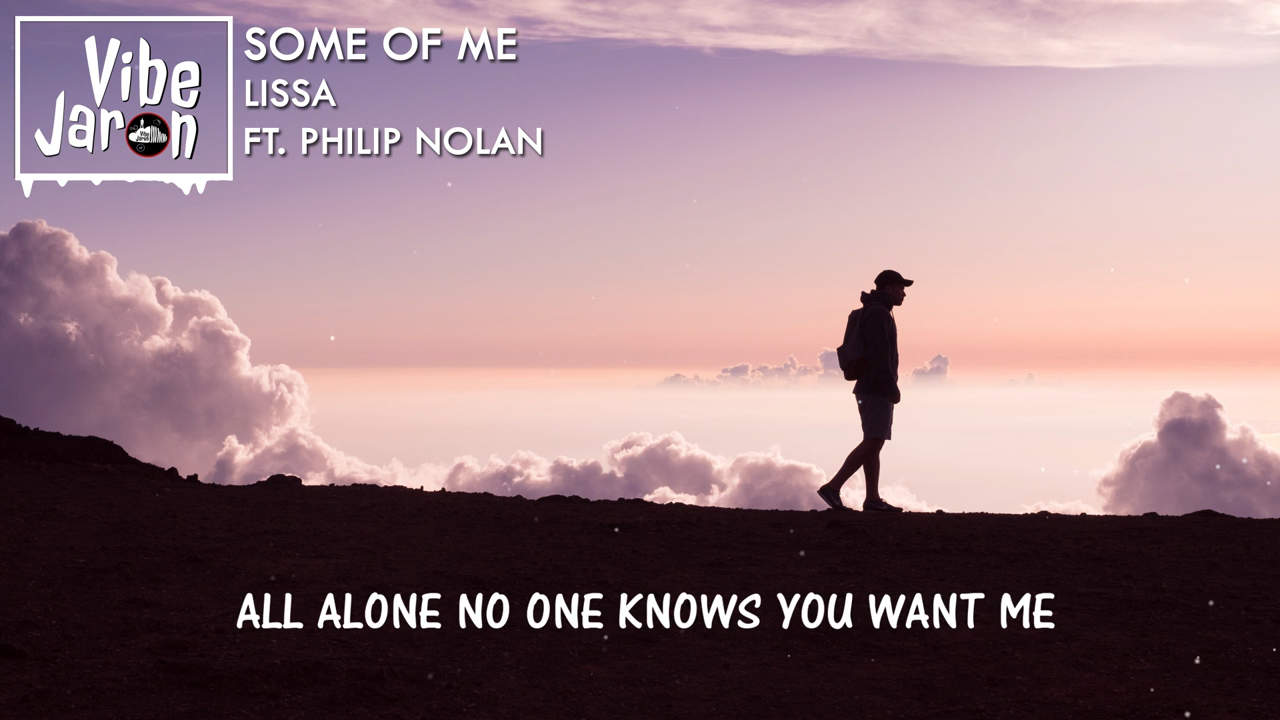 Vibe
Jaron
SOME OF ME
LISSA
FT. PHILIP NOLAN
ALL ALONE NO ONE KNOWS YOU WANT ME